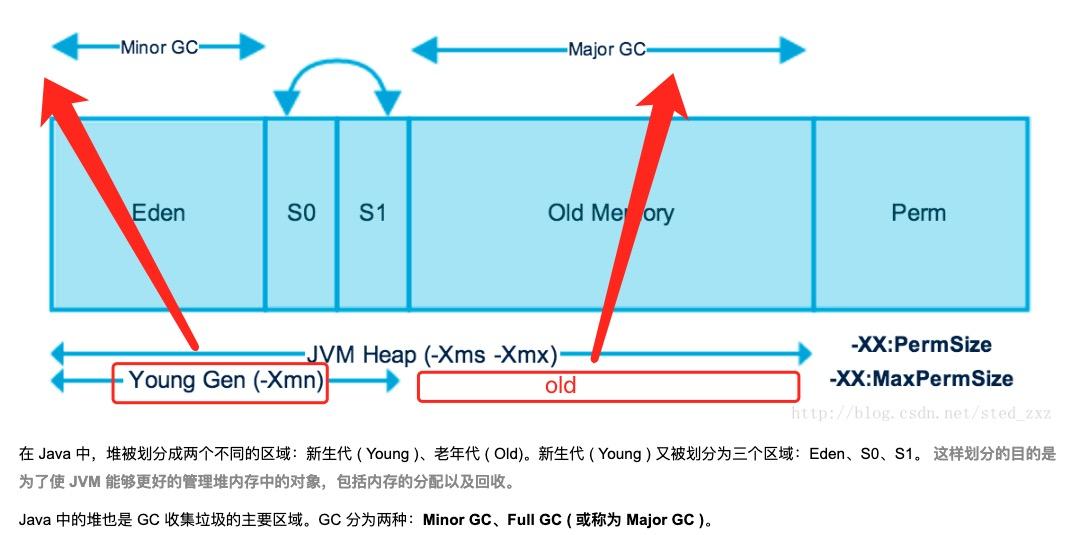 Minor GC
Major GC
Eden
S0
S1
Old Memory
Perm
JVM Heap (-Xms -Xmx)
-XX:PermSize
Young Gen (-Xmn)
old
-XX:MaxPermSize
http://blog.csdn.net/sted_zxz
在 Java 中，堆被划分成两个不同的区域：新生代 ( Young )、老年代 ( Old)。新生代 ( Young ) 又被划分为三个区域：Eden、S0、S1。 这样划分的目的是
为了使 JVM 能够更好的管理堆内存中的对象，包括内存的分配以及回收。
Java 中的堆也是 GC 收集垃圾的主要区域。GC 分为两种：Minor GC、Full GC ( 或称为 Major GC )。